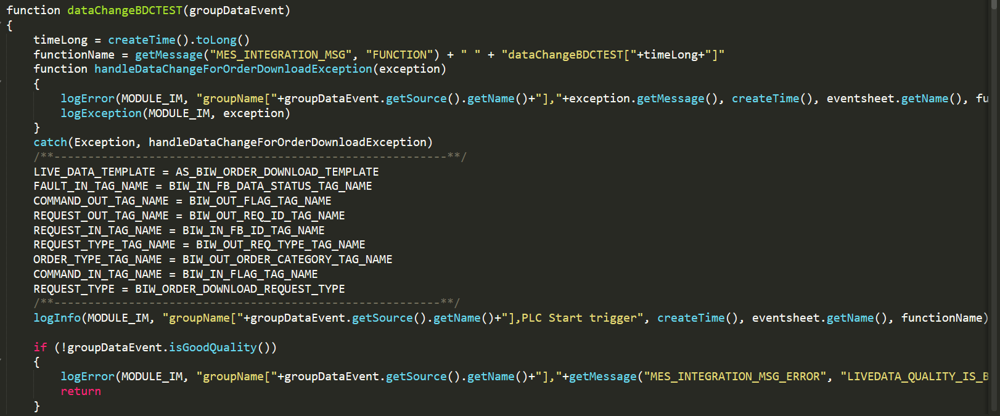 function dataChangeBDCTEST(groupDataEvent)
{
timeLong = createTime().toLong()
functionName = getMessage("MES_INTEGRATION_MSG", "FUNCTION") + " " + "dataChangeBDCTEST["+timeLong+"]"
function handleDataChangeForOrderDownloadException(exception)
{
logError(MODULE_IM, "groupName["+groupDataEvent.getSource().getName()+"],"+exception.getMessage(), createTime(), eventsheet.getName(), fu
logException(MODULE_IM, exception)
}
catch(Exception, handleDataChangeForOrderDownloadException)
/**----------------------------------------------------------**/
LIVE_DATA_TEMPLATE = AS_BIW_ORDER_DOWNLOAD_TEMPLATE
FAULT_IN_TAG_NAME = BIW_IN_FB_DATA_STATUS_TAG_NAME
COMMAND_OUT_TAG_NAME = BIW_OUT_FLAG_TAG_NAME
REQUEST_OUT_TAG_NAME = BIW_OUT_REQ_ID_TAG_NAME
REQUEST_IN_TAG_NAME = BIW_IN_FB_ID_TAG_NAME
REQUEST_TYPE_TAG_NAME = BIW_OUT_REQ_TYPE_TAG_NAME
ORDER_TYPE_TAG_NAME = BIW_OUT_ORDER_CATEGORY_TAG_NAME
COMMAND_IN_TAG_NAME = BIW_IN_FLAG_TAG_NAME
REQUEST_TYPE = BIW_ORDER_DOWNLOAD_REQUEST_TYPE
/**---------------------------------------------------------**/
logInfo(MODULE_IM, "groupName["+groupDataEvent.getSource().getName()+"],PLC Start trigger", createTime(), eventsheet.getName(), functionName)
if (!groupDataEvent.isGoodQuality())
{
logError(MODULE_IM, "groupName["+groupDataEvent.getSource().getName()+"],"+getMessage("MES_INTEGRATION_MSG_ERROR", "LIVEDATA_QUALITY_IS_B
return
}